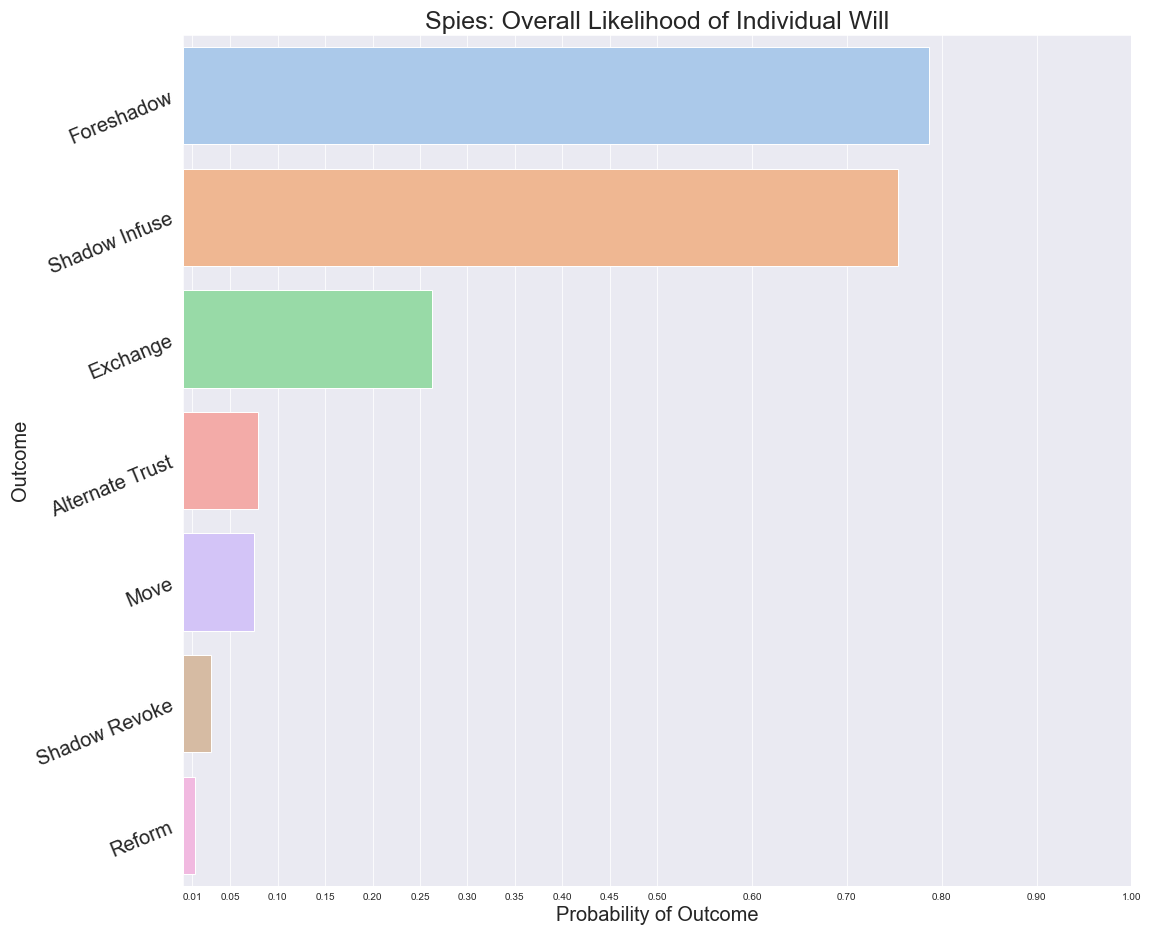 Spies: Overall Likelihood of Individual Will
Foreshadow
Shadow Infuse
Exchange
Alternate Trust
Move
Shadow Revoke
Reform
Outcome
0.01 0.05 0.10 0.15 0.20 0.25 0.30 0.35 0.40 0.45 0.50 0.60 0.70 0.80 0.90 1.00
Probability of Outcome